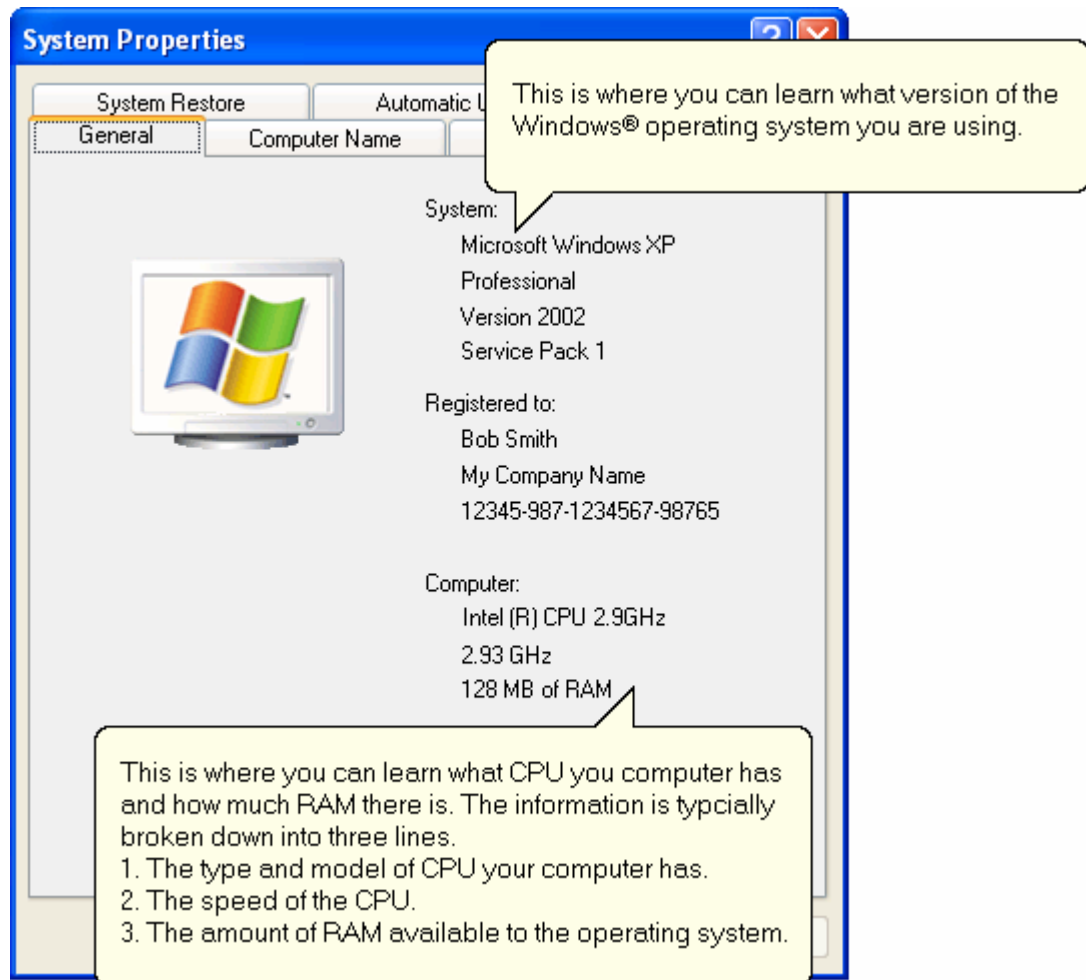 System Properties
This is where you can learn what version of the
Windows® operating system you are using.
System Restore
Automatic
General
Computer Name
System:
Microsoft Windows XP
Professional
Version 2002
Service Pack 1
Registered to:
Bob Smith
My Company Name
12345-987-1234567-98765
Computer:
Intel (R) CPU 2.9GHz
2.93 GHz
128 MB of RAM
This is where you can learn what CPU you computer has
and how much RAM there is. The information is typcially
broken down into three lines.
1. The type and model of CPU your computer has.
2. The speed of the CPU.
3. The amount of RAM available to the operating system.